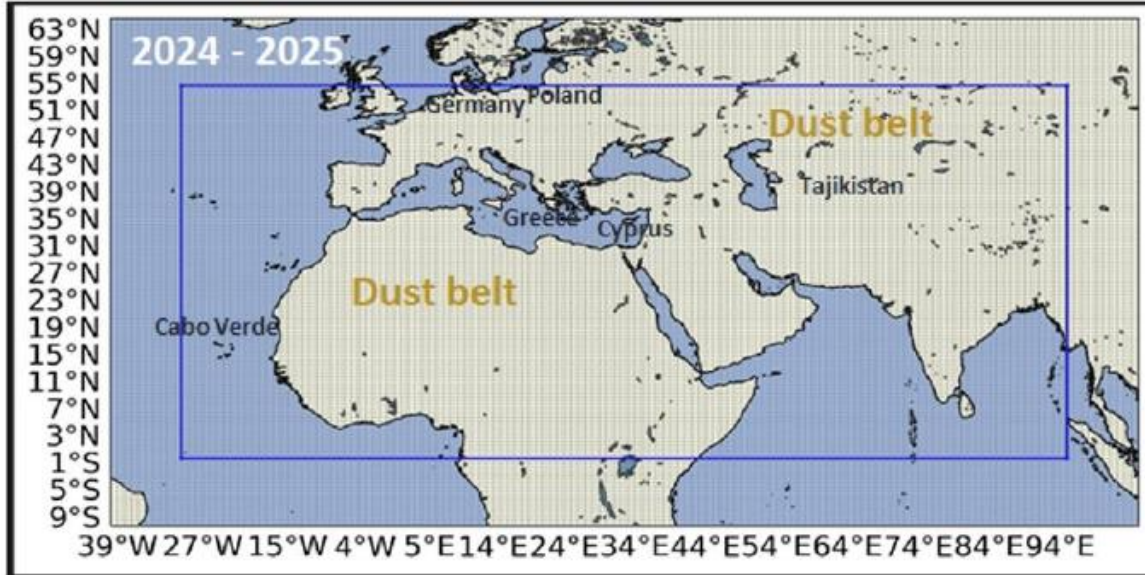 63°N
59°N
55°N
51°N
47°N
43°N
39°N
35°N
31°N
27°N
23°N
19°N
15°N
11°N
7°N
3°N
1°S
5°S
9°S
2024 - 2025
Germany Poland
Dust belt
Tajikistan
Greece Cyprus
Dust belt
Cabo Verde
39°W 27°W 15°W 4°W 5°E 14°E 24°E 34°E 44°E 54°E 64°E 74°E 84°E 94°E